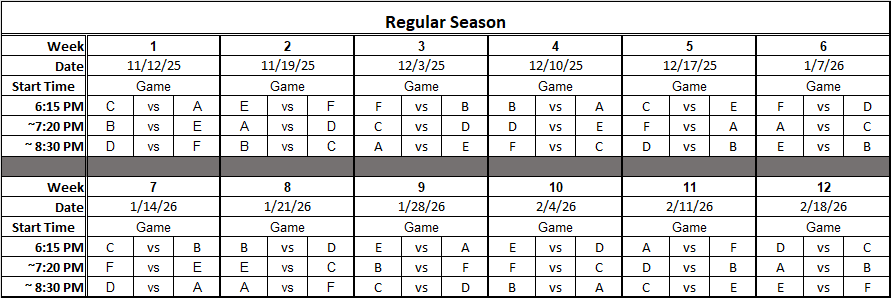 Regular Season
Week 1 2 3 4 5 6
Date 11/12/25 11/19/25 12/3/25 12/10/25 12/17/25 1/7/26
Start Time Game Game Game Game Game Game
6:15 PM C vs A E vs F F vs B B vs A C vs E F vs D
~7:20 PM B vs E A vs D C vs D D vs E F vs A A vs C
~ 8:30 PM D vs F B vs C A vs E F vs C D vs B E vs B
Week 7 8 9 10 11 12
Date 1/14/26 1/21/26 1/28/26 2/4/26 2/11/26 2/18/26
Start Time Game Game Game Game Game Game
6:15 PM C vs B B vs D E vs A E vs D A vs F D vs C
~7:20 PM F vs E E vs C B vs F F vs C D vs B A vs B
~ 8:30 PM D vs A A vs F C vs D B vs A C vs E E vs F